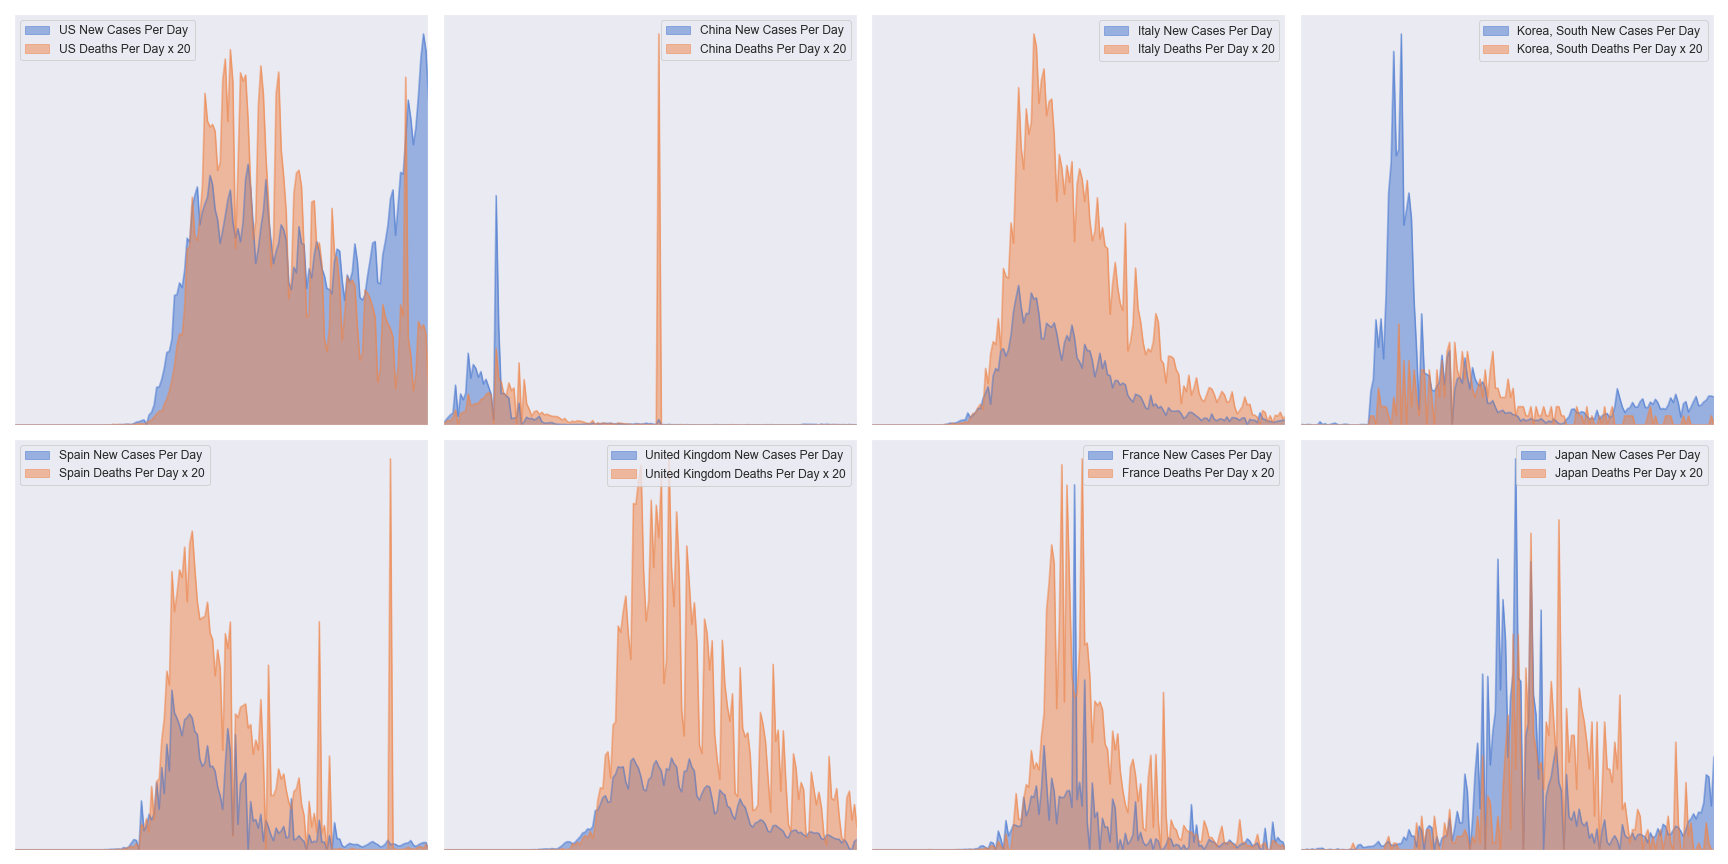 US New Cases Per Day
US Deaths Per Day x 20
China New Cases Per Day
China Deaths Per Day x 20
Italy New Cases Per Day
Italy Deaths Per Day x 20
Korea, South New Cases Per Day
Korea, South Deaths Per Day x 20
Spain New Cases Per Day
Spain Deaths Per Day x 20
United Kingdom New Cases Per Day
United Kingdom Deaths Per Day x 20
France New Cases Per Day
France Deaths Per Day x 20
Japan New Cases Per Day
Japan Deaths Per Day x 20